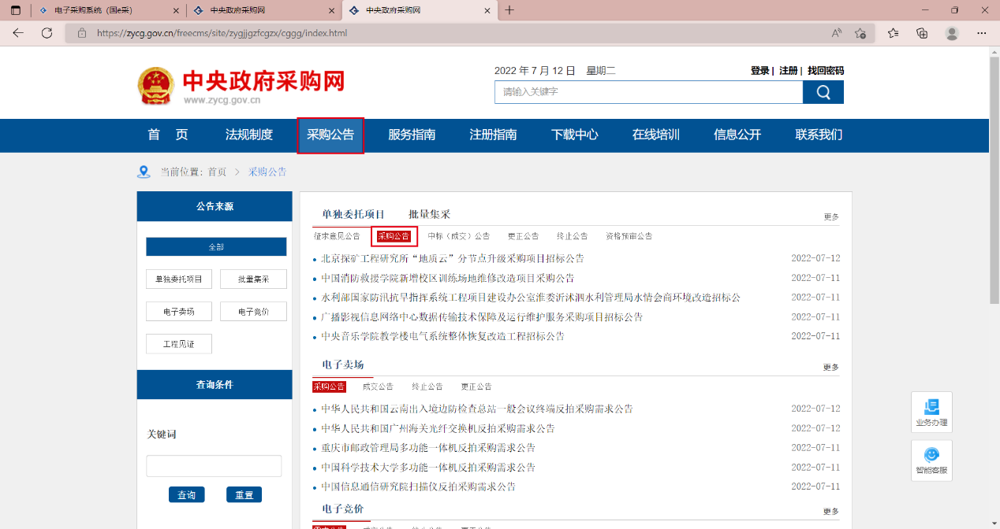 电子采购系统（国e采） 中央政府采购网 中央政府采购网
https://zycg.gov.cn/freecms/site/zygjjgzfcgzx/cggg/index.html
中央政府采购网
www.zycg.gov.cn
2022 年 7 月 12 日 星期二
登录 | 注册 | 找回密码
请输入关键字
首 页 法规制度 采购公告 服务指南 注册指南 下载中心 在线培训 信息公开 联系我们
当前位置：首页 > 采购公告
公告来源
全部
单独委托项目 批量集采
电子卖场 电子竞价
工程见证
查询条件
关键词
查询 重置
单独委托项目 批量集采 更多
征求意见公告 采购公告 中标（成交）公告 更正公告 终止公告 资格预审公告
北京探矿工程研究所“地质云”分节点升级采购项目招标公告 2022-07-12
中国消防救援学院新增校区训练场地维修改造项目采购公告 2022-07-11
水利部国家防汛抗旱指挥系统工程项目建设办公室淮委沂沭泗水利管理局水情会商环境改造招标公 2022-07-11
广播影视信息网络中心数据传输技术保障及运行维护服务采购项目招标公告 2022-07-11
中央音乐学院教学楼电气系统整体恢复改造工程招标公告 2022-07-11
电子卖场 更多
采购公告 成交公告 终止公告 更正公告
中华人民共和国云南出入境边防检查总站一般会议终端反拍采购需求公告 2022-07-12
中华人民共和国广州海关光纤交换机反拍采购需求公告 2022-07-12
重庆市邮政管理局多功能一体机反拍采购需求公告 2022-07-11
中国科学技术大学多功能一体机反拍采购需求公告 2022-07-11
中国信息通信研究院扫描仪反拍采购需求公告 2022-07-11
电子竞价 更多
业务办理
智能客服